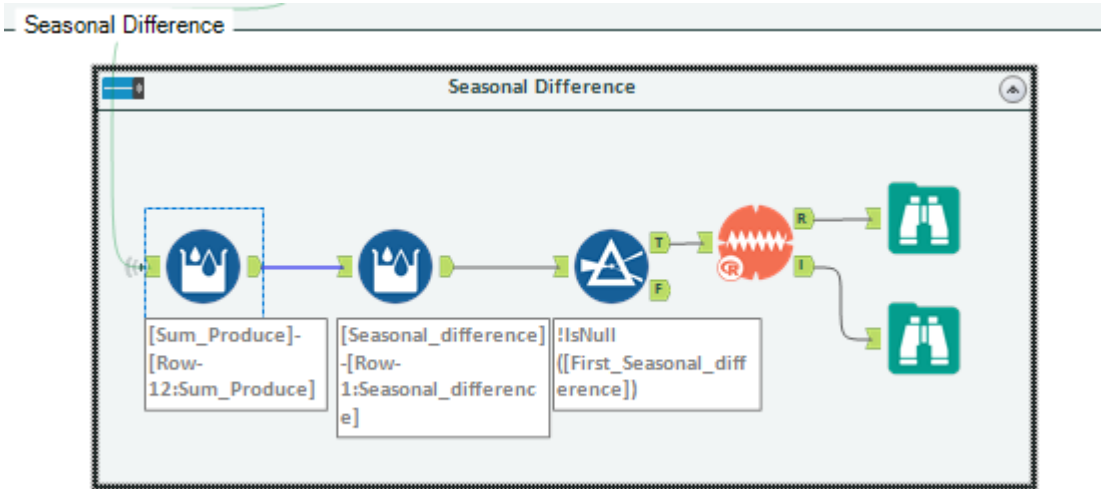 Seasonal Difference
Seasonal Difference
T
F
R
I
R
[Sum_Produce]-
[Row-
12:Sum_Produce]
[Seasonal_difference]
-[Row-
1:Seasonal_differenc
e]
!IsNull
([First_Seasonal_diff
erence])